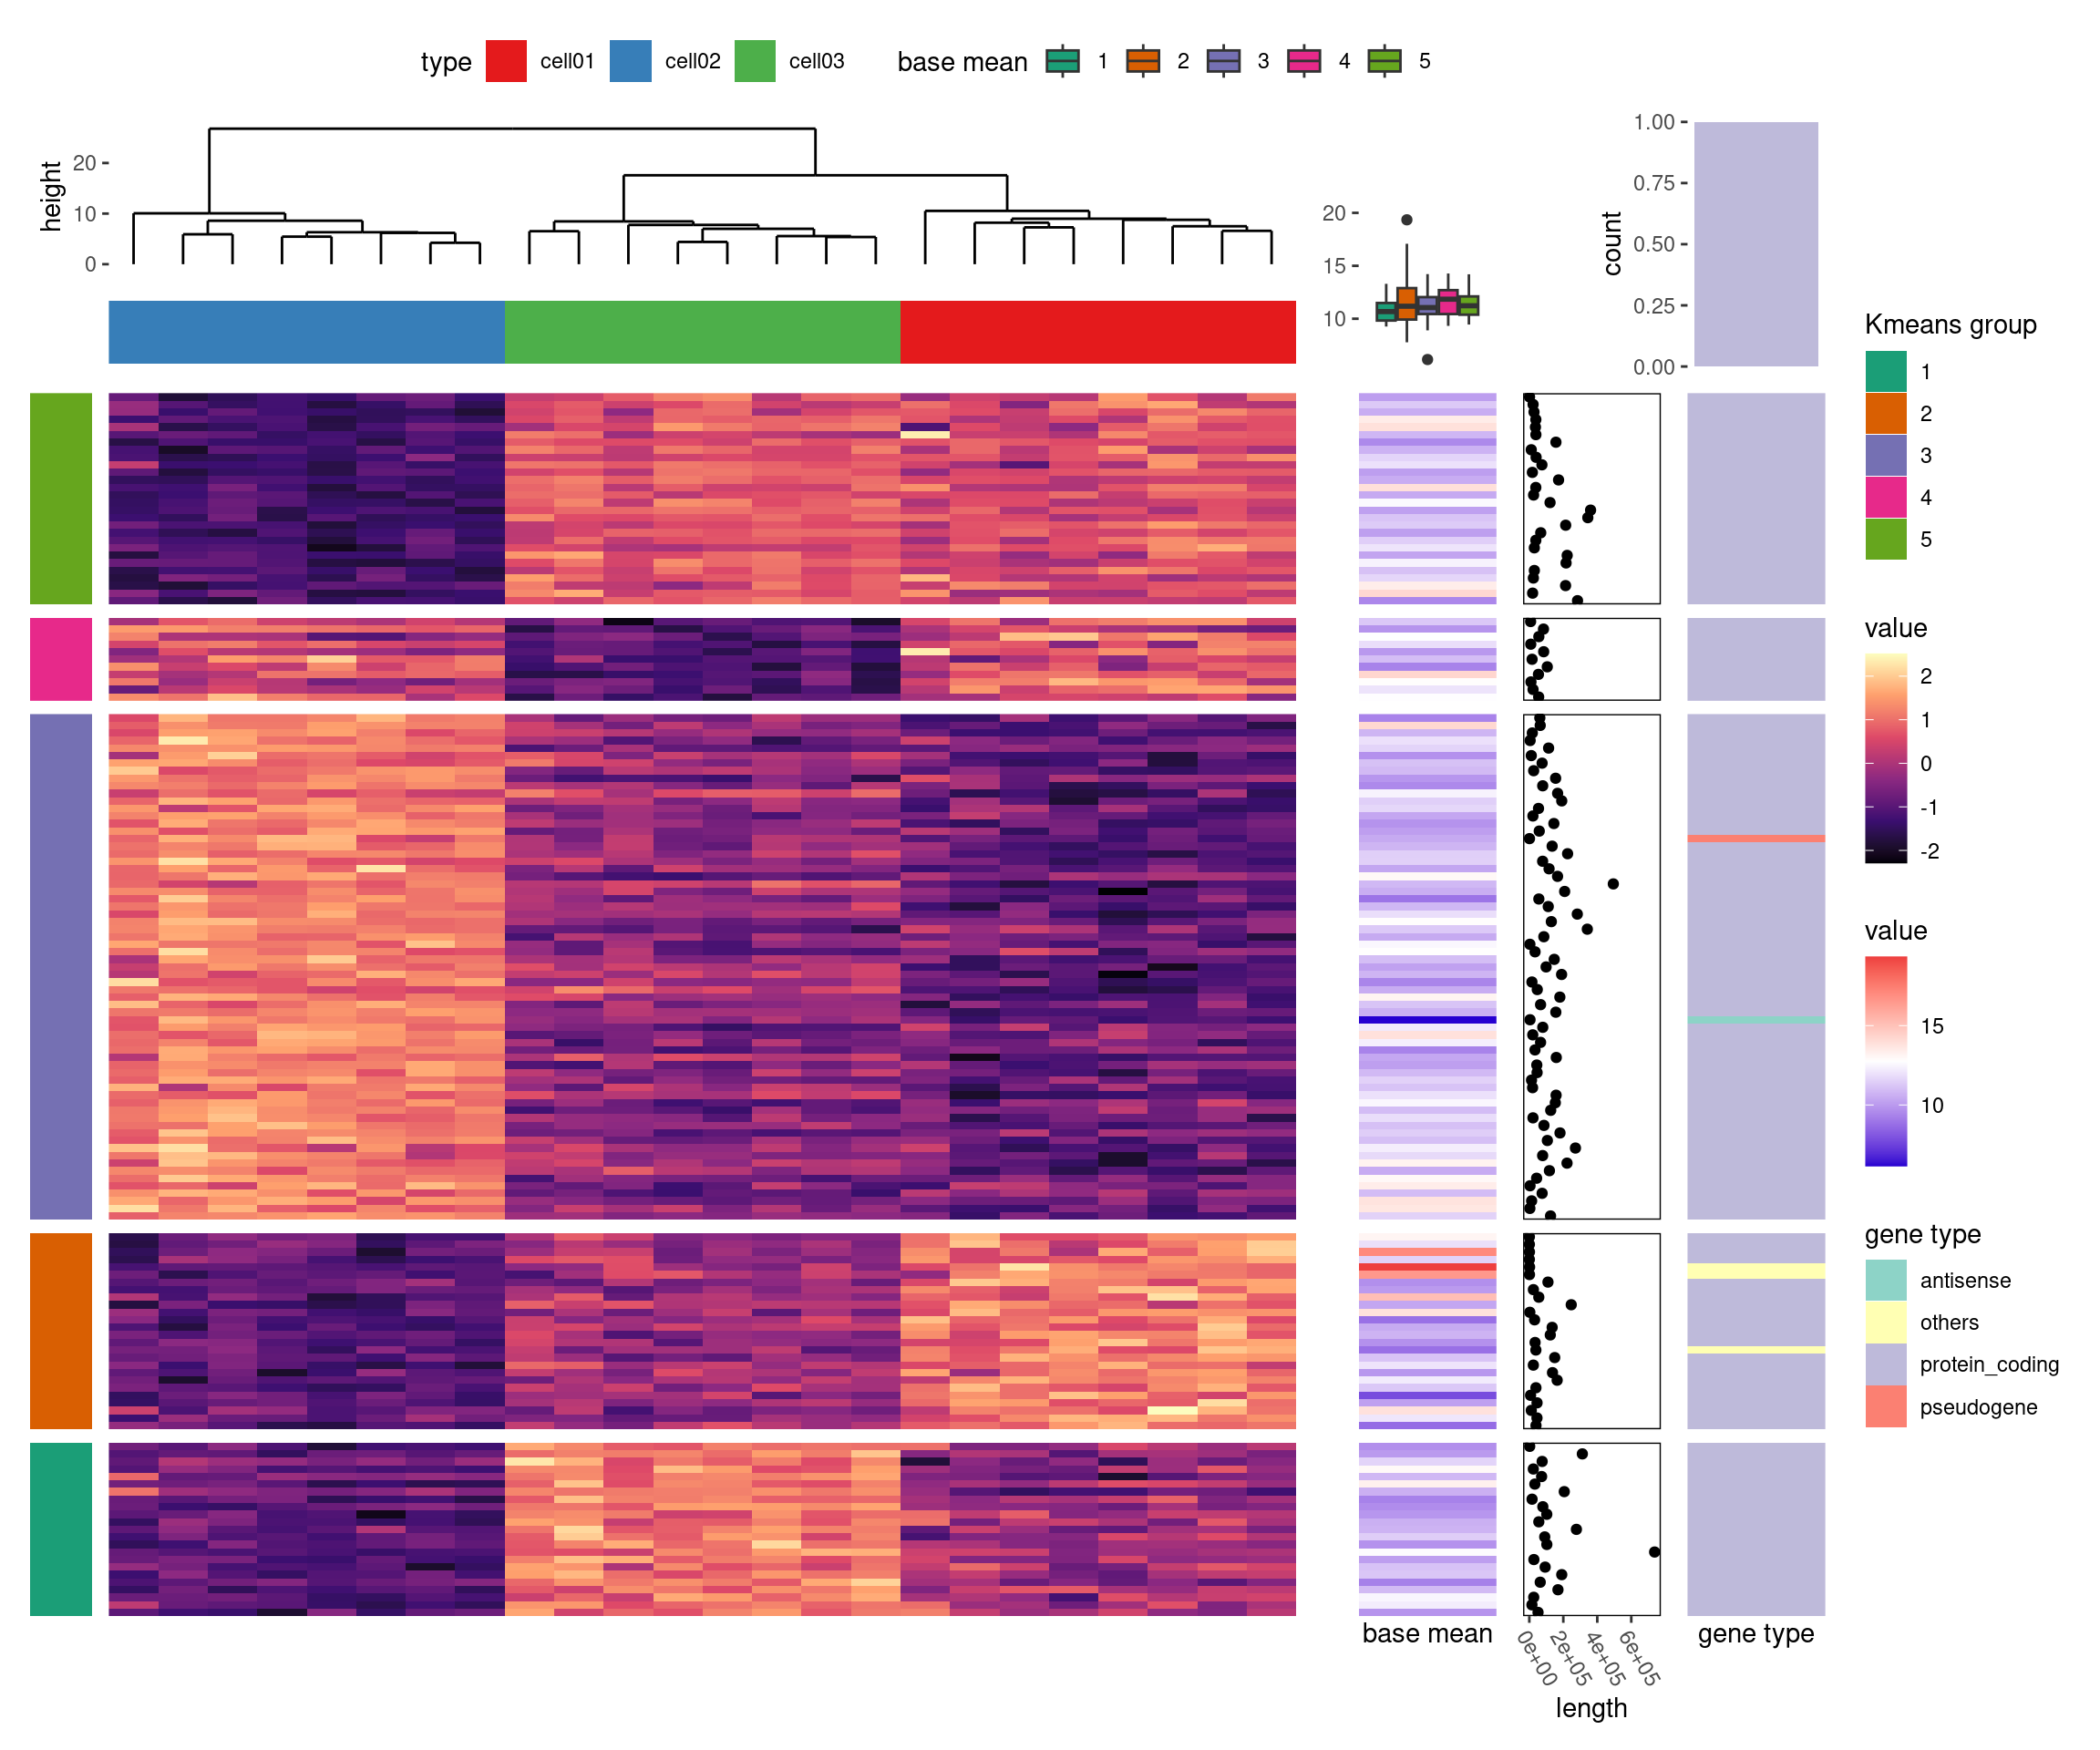 type cell01 cell02 cell03 base mean 1 2 3 4 5
height
20
10
0
20
15
10
count
1.00
0.75
0.50
0.25
0.00
Kmeans group
1
2
3
4
5
value
2
1
0
-1
-2
value
15
10
gene type
antisense
others
protein_coding
pseudogene
base mean
0e+00 2e+05 4e+05 6e+05
length
gene type